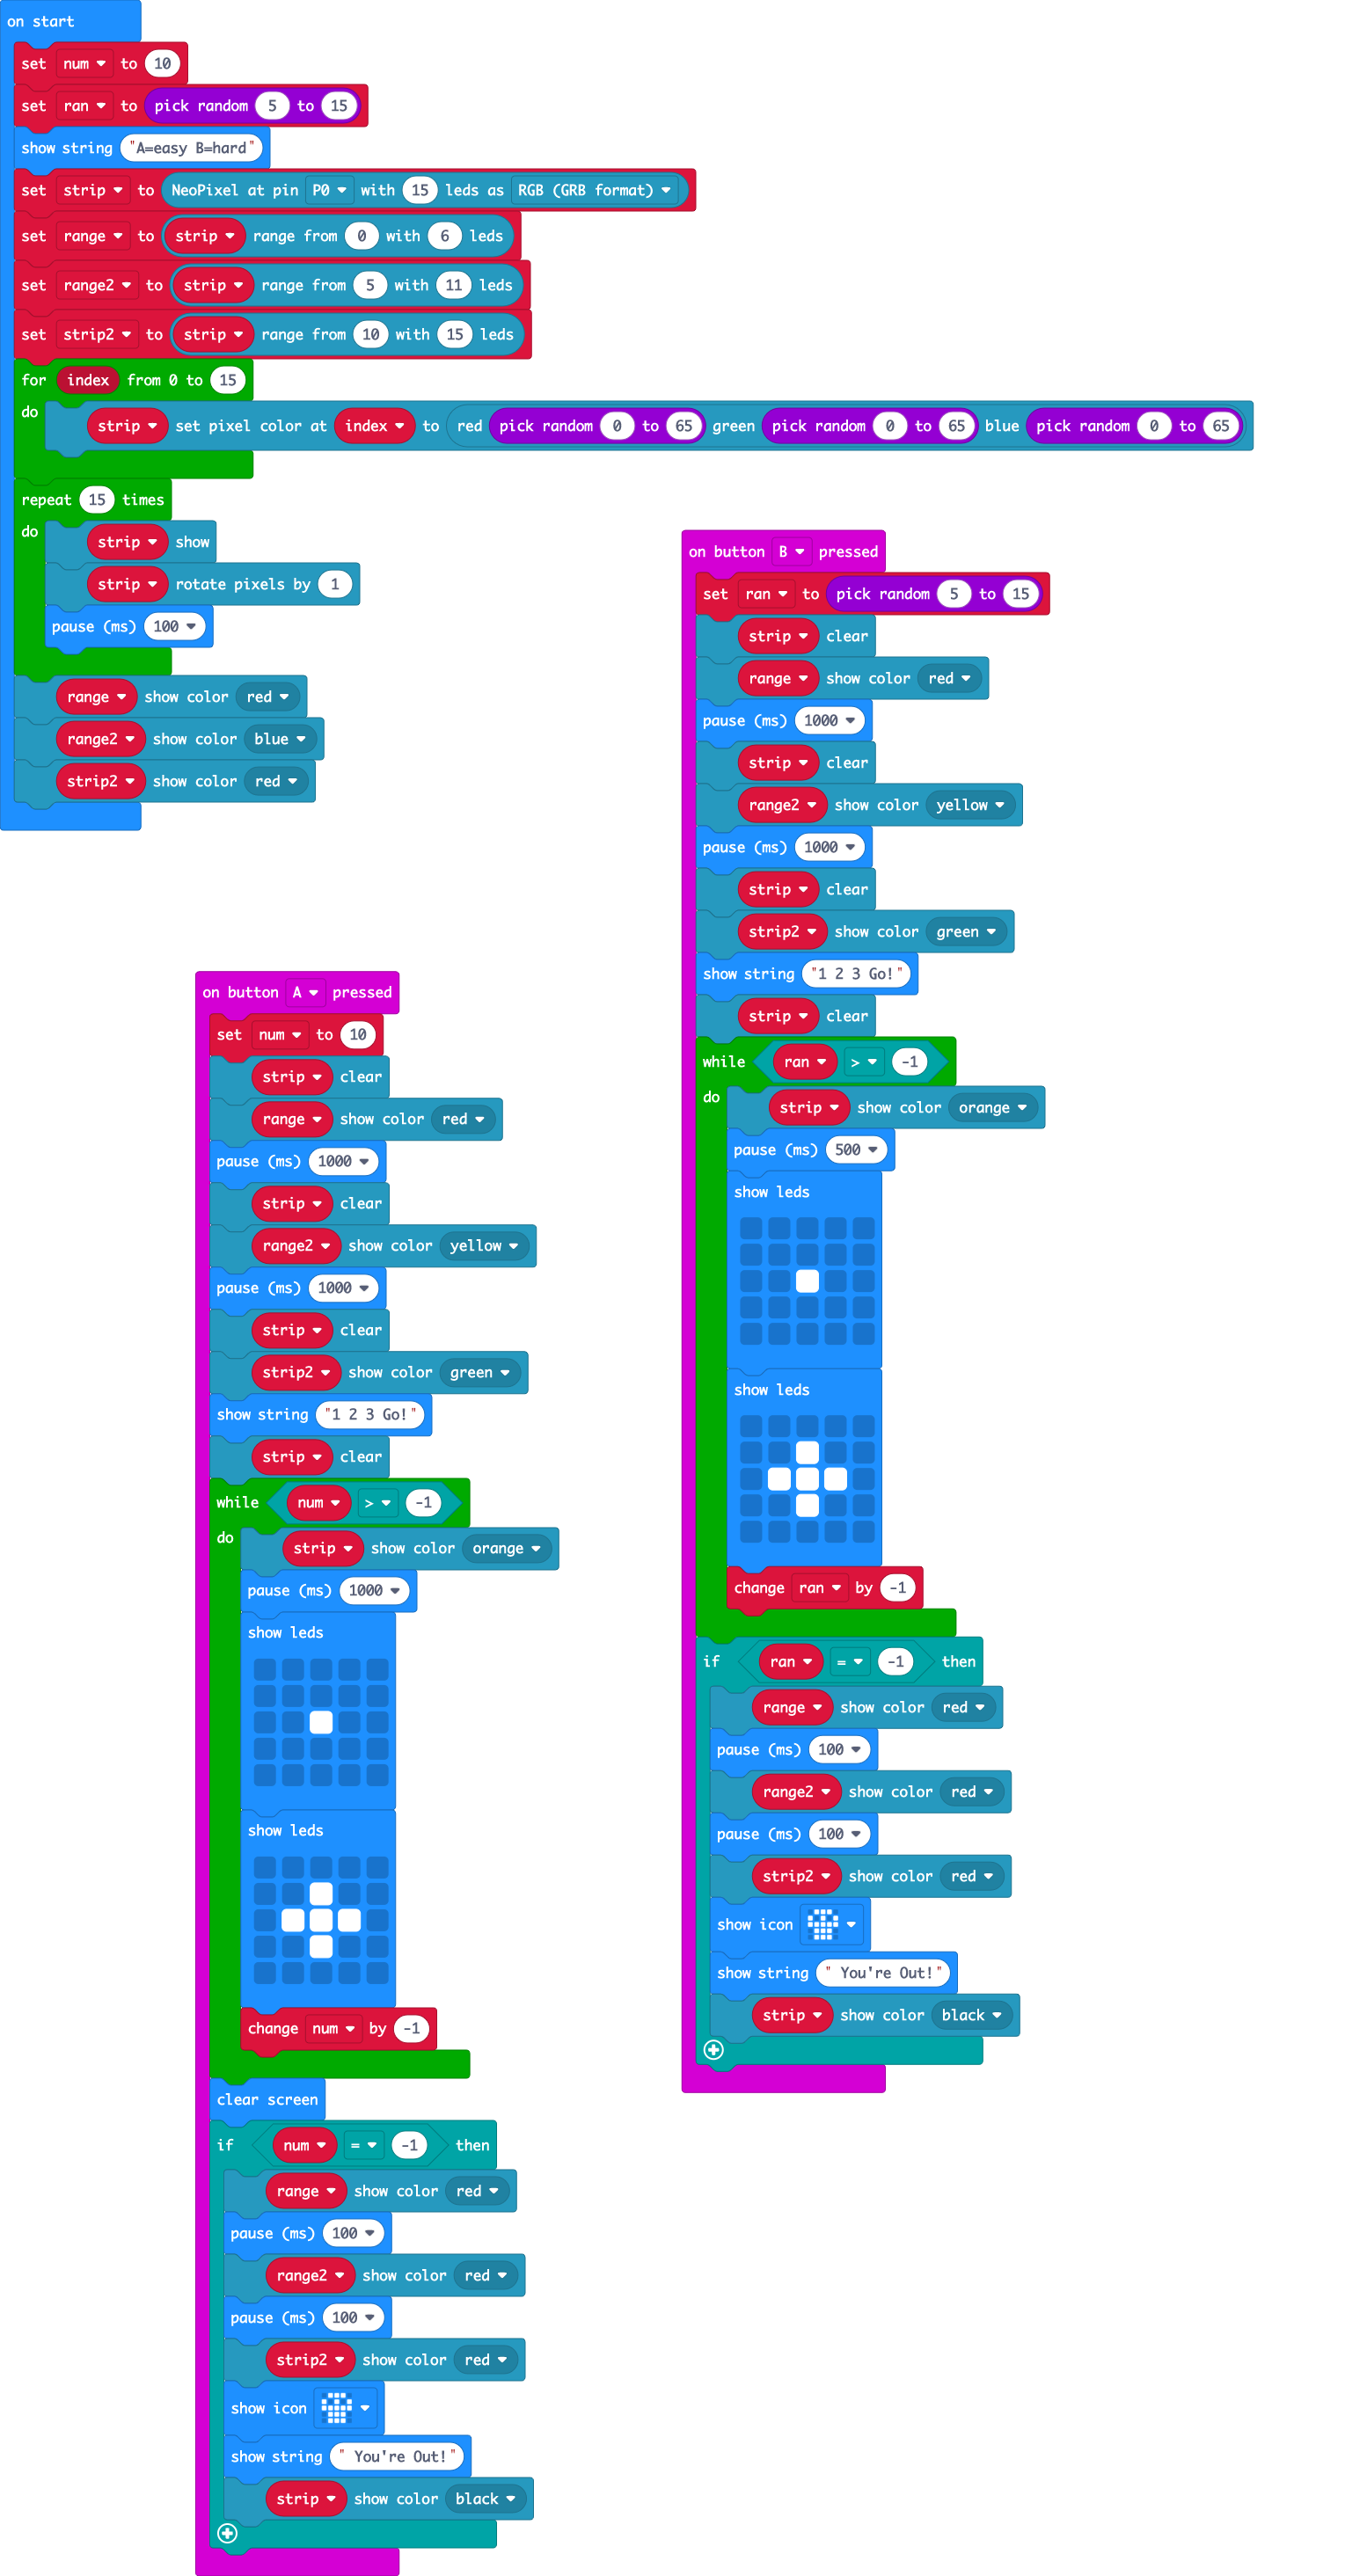 on start
set num to 10
set ran to pick random 5 to 15
show string "A=easy B=hard"
set strip to NeoPixel at pin P0 with 15 leds as RGB (GRB format)
set range to strip range from 0 with 6 leds
set range2 to strip range from 5 with 11 leds
set strip2 to strip range from 10 with 15 leds
for index from 0 to 15
do strip set pixel color at index to red pick random 0 to 65 green pick random 0 to 65 blue pick random 0 to 65
repeat 15 times
do strip show
strip rotate pixels by 1
pause (ms) 100
range show color red
range2 show color blue
strip2 show color red
on button A pressed
set num to 10
strip clear
range show color red
pause (ms) 1000
strip clear
range2 show color yellow
pause (ms) 1000
strip clear
strip2 show color green
show string "1 2 3 Go!"
strip clear
while num > -1
do strip show color orange
pause (ms) 1000
show leds
show leds
change num by -1
clear screen
if num = -1 then
range show color red
pause (ms) 100
range2 show color red
pause (ms) 100
strip2 show color red
show icon
show string " You're Out!"
strip show color black
on button B pressed
set ran to pick random 5 to 15
strip clear
range show color red
pause (ms) 1000
strip clear
range2 show color yellow
pause (ms) 1000
strip clear
strip2 show color green
show string "1 2 3 Go!"
strip clear
while ran > -1
do strip show color orange
pause (ms) 500
show leds
show leds
change ran by -1
if ran = -1 then
range show color red
pause (ms) 100
range2 show color red
pause (ms) 100
strip2 show color red
show icon
show string " You're Out!"
strip show color black